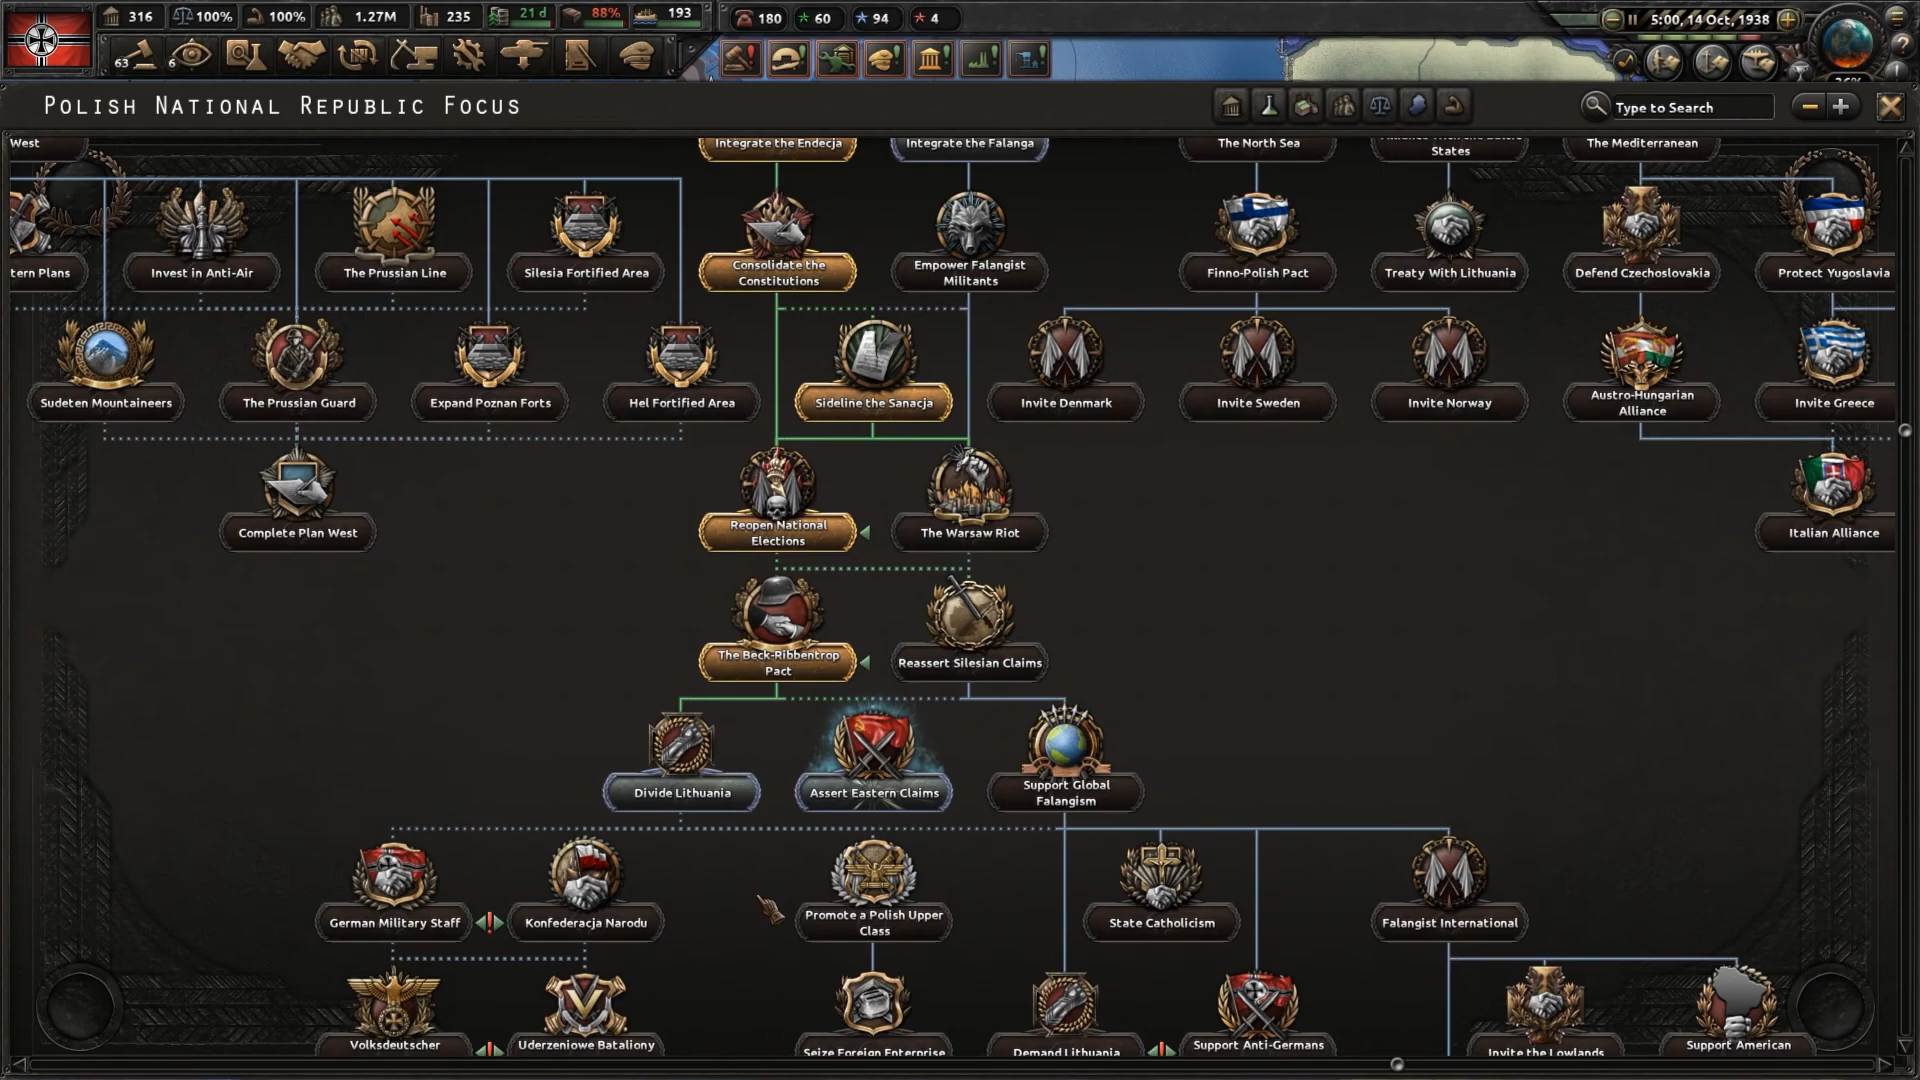 316
100%
100%
1.27M
235
21 d
88%
193
180
60
94
4
5:00, 14 Oct, 1938
63
6
POLISH NATIONAL REPUBLIC FOCUS
Type to Search
West
Integrate the Endecja
Integrate the Falanga
The North Sea
States
The Mediterranean
tern Plans
Invest in Anti-Air
The Prussian Line
Silesia Fortified Area
Consolidate the
Constitutions
Empower Falangist
Militants
Finno-Polish Pact
Treaty With Lithuania
Defend Czechoslovakia
Protect Yugoslavia
Sudeten Mountaineers
The Prussian Guard
Expand Poznan Forts
Hel Fortified Area
Sideline the Sanacja
Invite Denmark
Invite Sweden
Invite Norway
Austro-Hungarian
Alliance
Invite Greece
Complete Plan West
Reopen National
Elections
The Warsaw Riot
Italian Alliance
The Beck-Ribbentrop
Pact
Reassert Silesian Claims
Divide Lithuania
Assert Eastern Claims
Support Global
Falangism
German Military Staff
Konfederacja Narodu
Promote a Polish Upper
Class
State Catholicism
Falangist International
Volksdeutscher
Uderzeniowe Bataliony
Seize Foreign Enterprise
Demand Lithuania
Support Anti-Germans
Invite the Lowlands
Support American